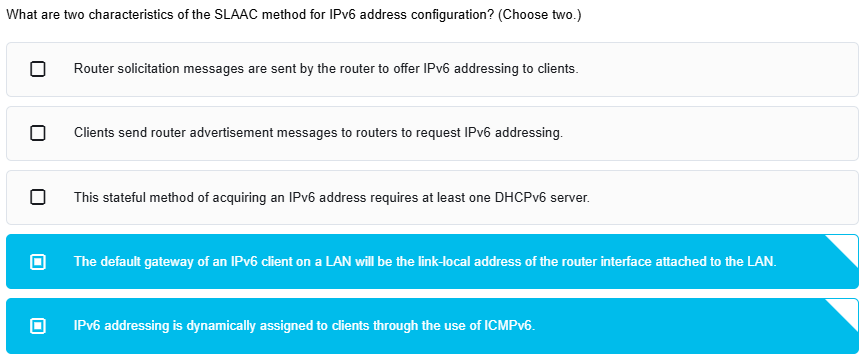 What are two characteristics of the SLAAC method for IPv6 address configuration? (Choose two.)
Router solicitation messages are sent by the router to offer IPv6 addressing to clients.
Clients send router advertisement messages to routers to request IPv6 addressing.
This stateful method of acquiring an IPv6 address requires at least one DHCPv6 server.
The default gateway of an IPv6 client on a LAN will be the link-local address of the router interface attached to the LAN.
IPv6 addressing is dynamically assigned to clients through the use of ICMPv6.